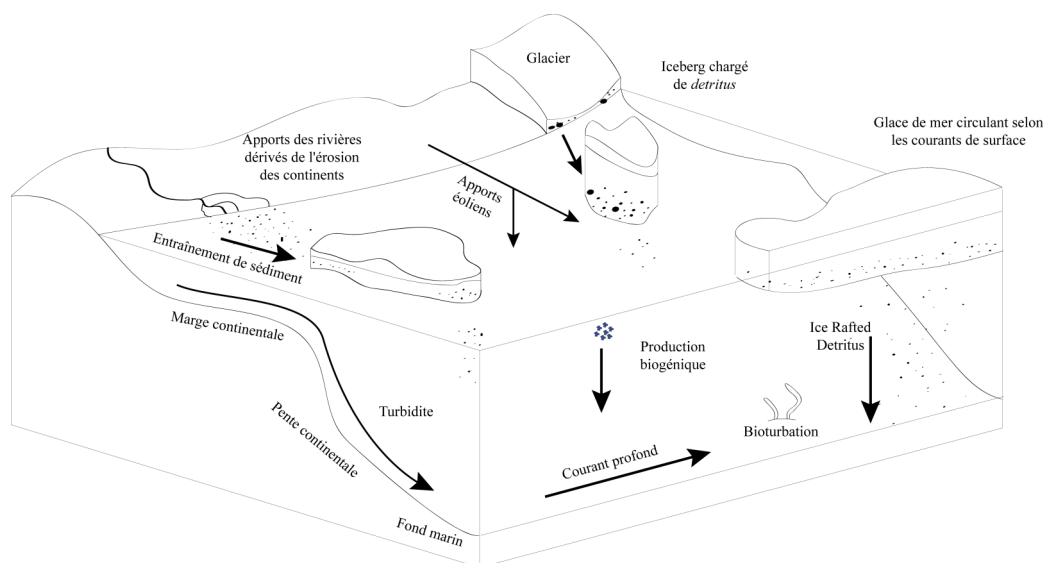 Glacier
Iceberg chargé
de detritus
Glace de mer circulant selon
les courants de surface
Apports des rivières
dérivés de l'érosion
des continents
Apports
éoliens
Entraînement de sédiment
Marge continentale
Production
biogénique
Ice Rafted
Detritus
Turbidite
Pente continentale
Bioturbation
Courant profond
Fond marin